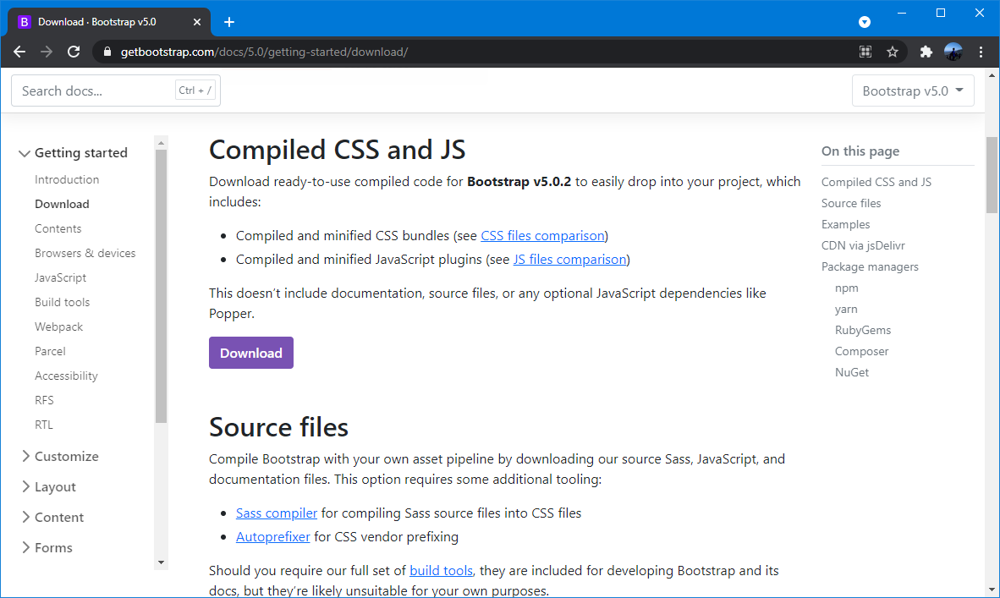 Download · Bootstrap v5.0
getbootstrap.com/docs/5.0/getting-started/download/
Search docs...
Ctrl + /
Bootstrap v5.0
Getting started
Introduction
Download
Contents
Browsers & devices
JavaScript
Build tools
Webpack
Parcel
Accessibility
RFS
RTL
Customize
Layout
Content
Forms
Compiled CSS and JS
Download ready-to-use compiled code for Bootstrap v5.0.2 to easily drop into your project, which
includes:
• Compiled and minified CSS bundles (see CSS files comparison)
• Compiled and minified JavaScript plugins (see JS files comparison)
This doesn’t include documentation, source files, or any optional JavaScript dependencies like
Popper.
Download
Source files
Compile Bootstrap with your own asset pipeline by downloading our source Sass, JavaScript, and
documentation files. This option requires some additional tooling:
• Sass compiler for compiling Sass source files into CSS files
• Autoprefixer for CSS vendor prefixing
Should you require our full set of build tools, they are included for developing Bootstrap and its
docs, but they’re likely unsuitable for your own purposes.
On this page
Compiled CSS and JS
Source files
Examples
CDN via jsDelivr
Package managers
npm
yarn
RubyGems
Composer
NuGet